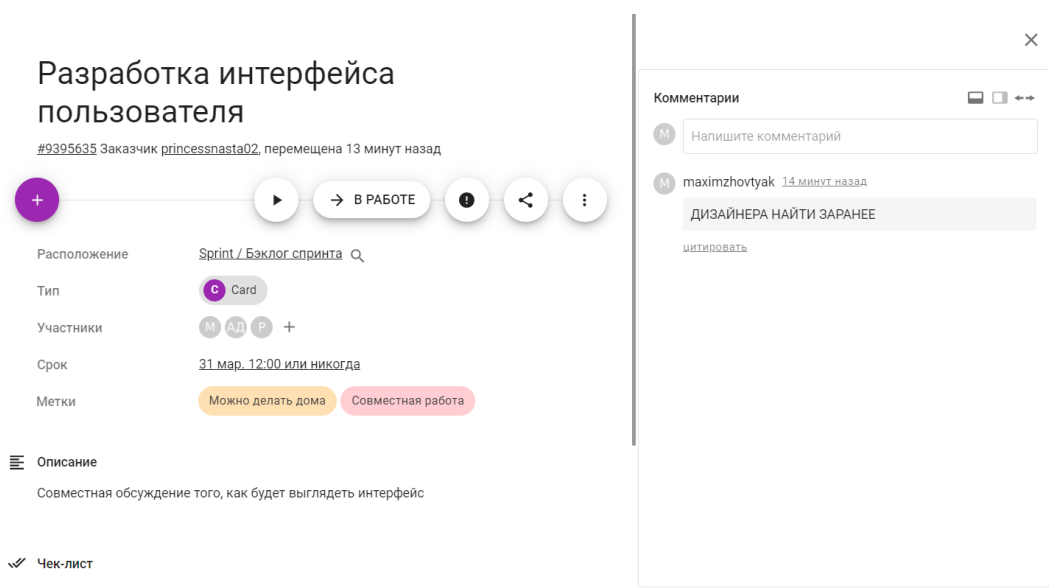 Разработка интерфейса
пользователя
#9395635 Заказчик princessnasta02, перемещена 13 минут назад
В РАБОТЕ
Расположение Sprint / Бэклог спринта
Тип C Card
Участники М АД Р
Срок 31 мар. 12:00 или никогда
Метки Можно делать дома Совместная работа
Описание
Совместная обсуждение того, как будет выглядеть интерфейс
Чек-лист
Комментарии
М Напишите комментарий
М maximzhovtyak 14 минут назад
ДИЗАЙНЕРА НАЙТИ ЗАРАНЕЕ
цитировать